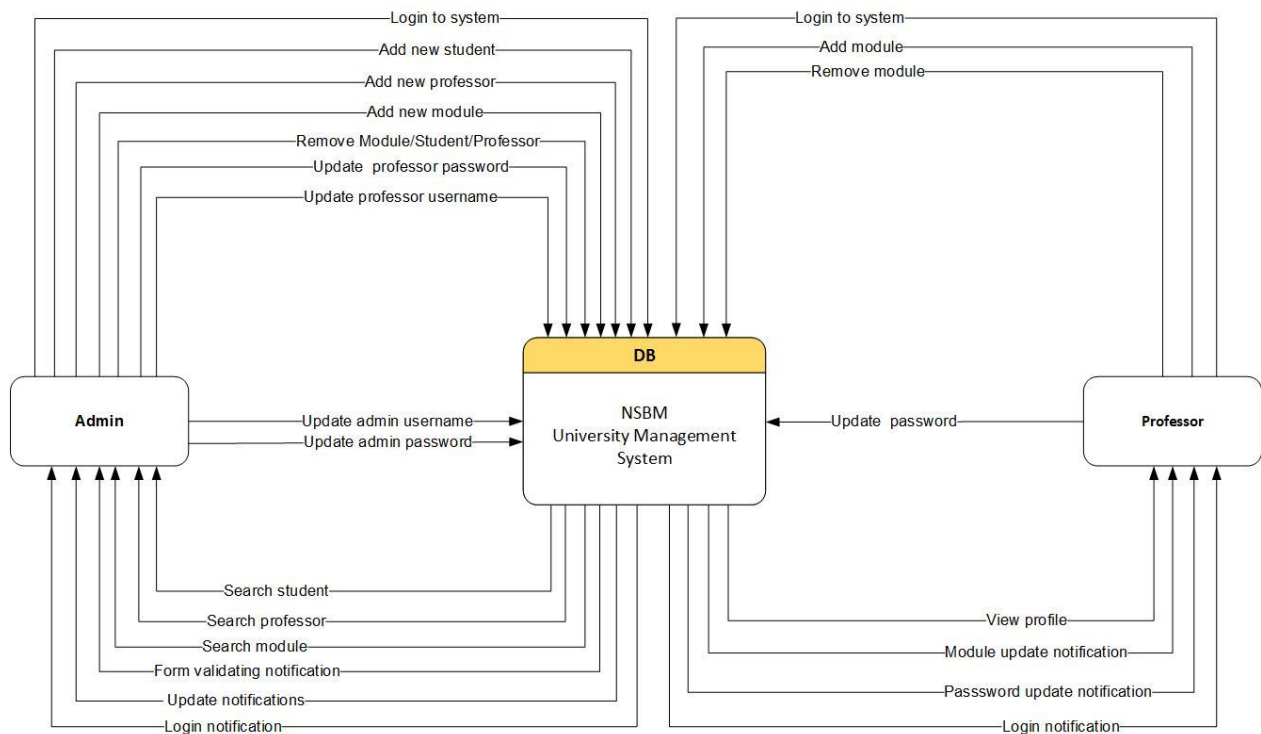 Login to system
Add new student
Add new professor
Add new module
Remove Module/Student/Professor
Update professor password
Update professor username
Login to system
Add module
Remove module
DB
NSBM
University Management
System
Admin
Update admin username
Update admin password
Update password
Professor
Search student
Search professor
Search module
Form validating notification
Update notifications
Login notification
View profile
Module update notification
Passsword update notification
Login notification